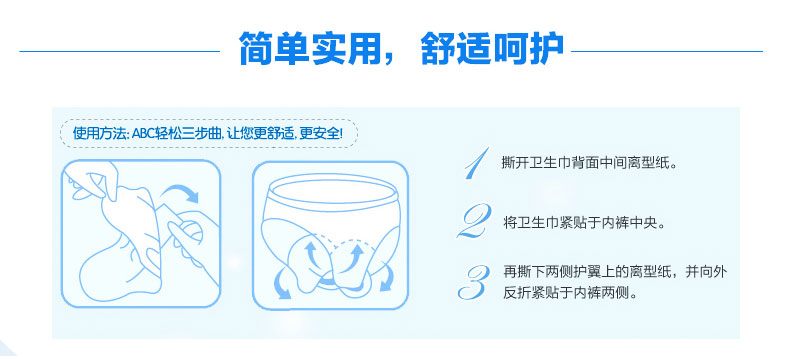 简单实用，舒适呵护
使用方法：ABC轻松三步曲，让您更舒适，更安全！
1 撕开卫生巾背面中间离型纸。
2 将卫生巾紧贴于内裤中央。
3 再撕下两侧护翼上的离型纸，并向外
反折紧贴于内裤两侧。